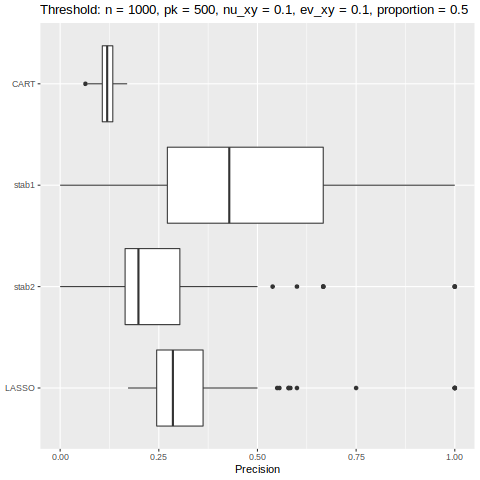 Threshold: n = 1000, pk = 500, nu_xy = 0.1, ev_xy = 0.1, proportion = 0.5
CART
stab1
stab2
LASSO
0.00 0.25 0.50 0.75 1.00
Precision